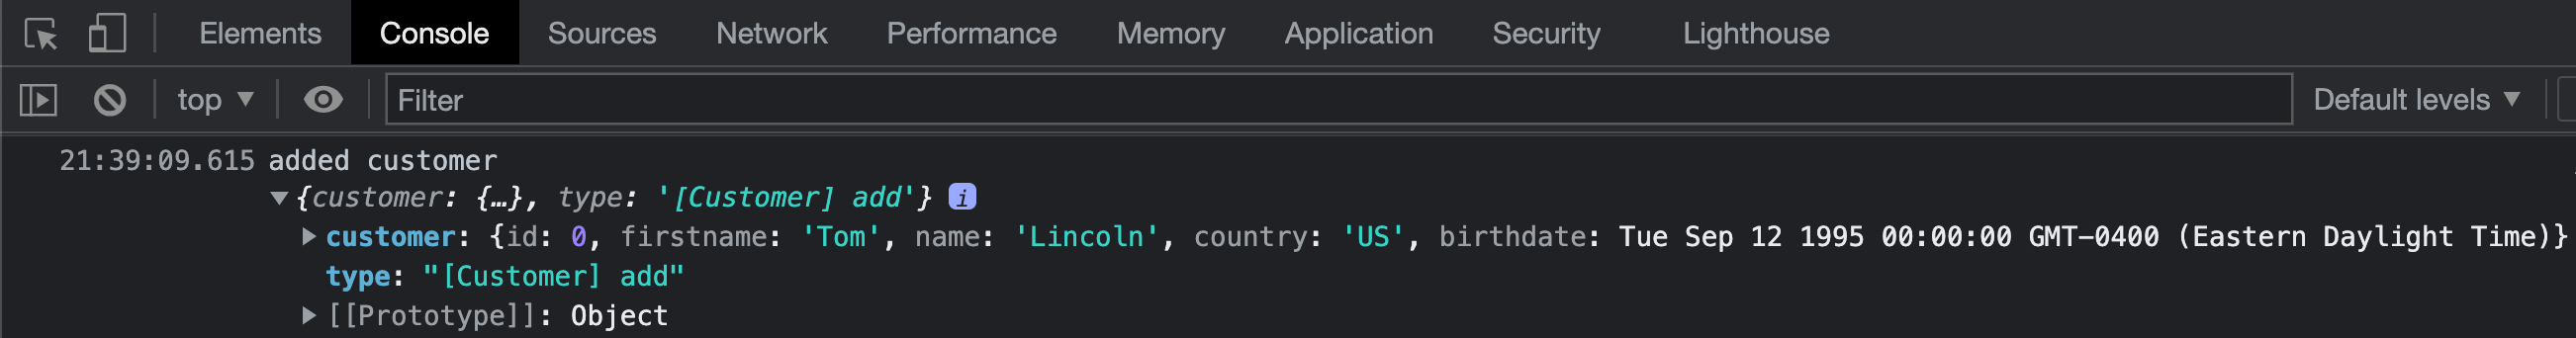 Elements Console Sources Network Performance Memory Application Security Lighthouse
top Filter Default levels
21:39:09.615 added customer
{customer: {…}, type: '[Customer] add'} i
customer: {id: 0, firstname: 'Tom', name: 'Lincoln', country: 'US', birthdate: Tue Sep 12 1995 00:00:00 GMT-0400 (Eastern Daylight Time)}
type: "[Customer] add"
[[Prototype]]: Object